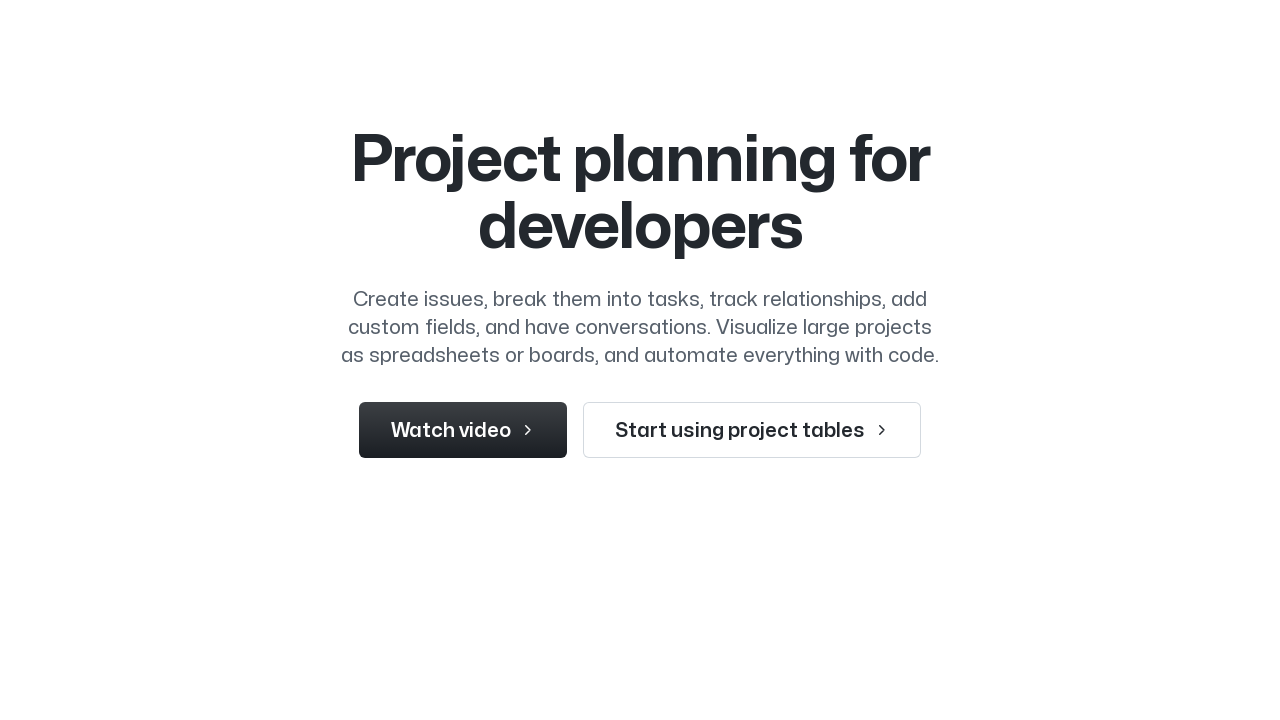 Project planning for
developers
Create issues, break them into tasks, track relationships, add
custom fields, and have conversations. Visualize large projects
as spreadsheets or boards, and automate everything with code.
Watch video
Start using project tables